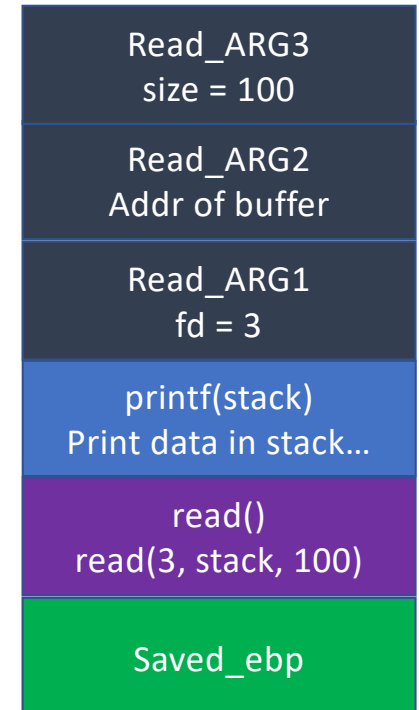 Read_ARG3
size = 100
Read_ARG2
Addr of buffer
Read_ARG1
fd = 3
printf(stack)
Print data in stack…
read()
read(3, stack, 100)
Saved_ebp